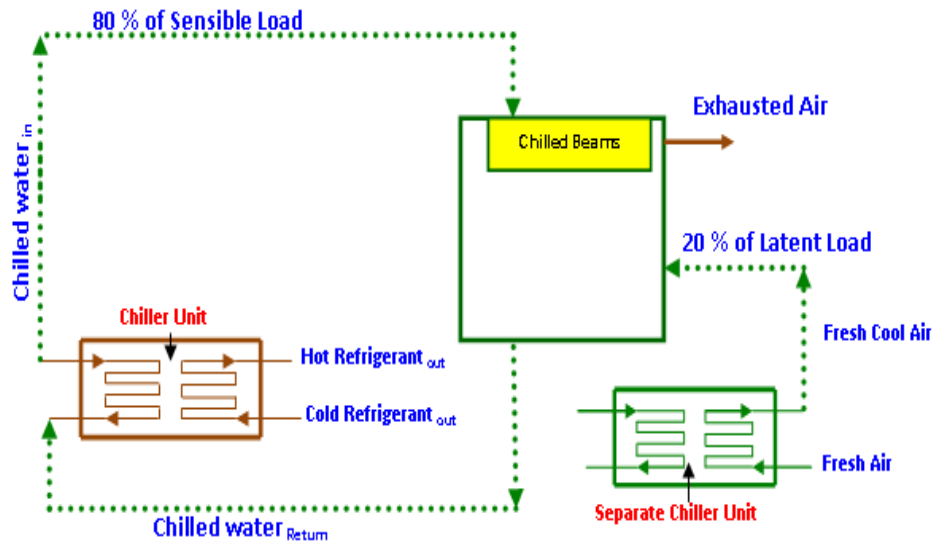 80 % of Sensible Load
Exhausted Air
Chilled Beams
Chilled water in
20 % of Latent Load
Chiller Unit
Fresh Cool Air
Hot Refrigerant out
Cold Refrigerant out
Fresh Air
Separate Chiller Unit
Chilled water Return